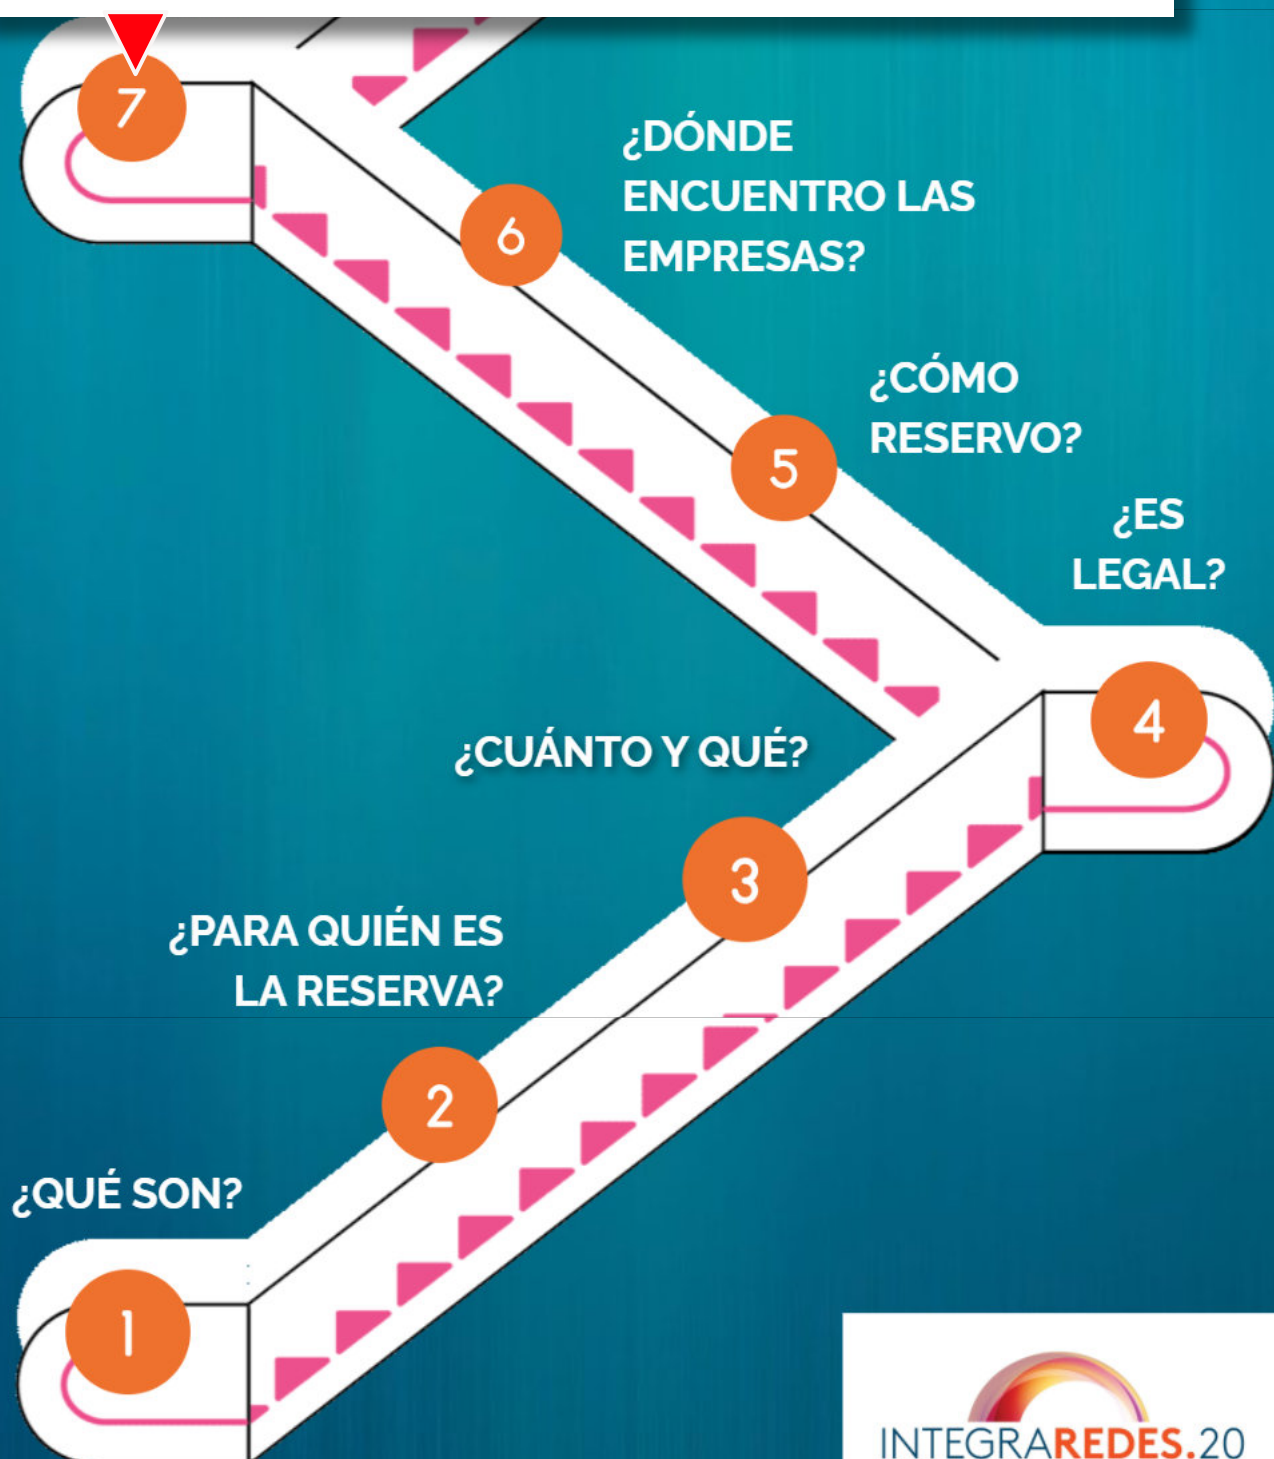 7
6
¿DÓNDE
ENCUENTRO LAS
EMPRESAS?
5
¿CÓMO
RESERVO?
¿ES
LEGAL?
4
¿CUÁNTO Y QUÉ?
3
¿PARA QUIÉN ES
LA RESERVA?
2
¿QUÉ SON?
1
INTEGRAREDES.20